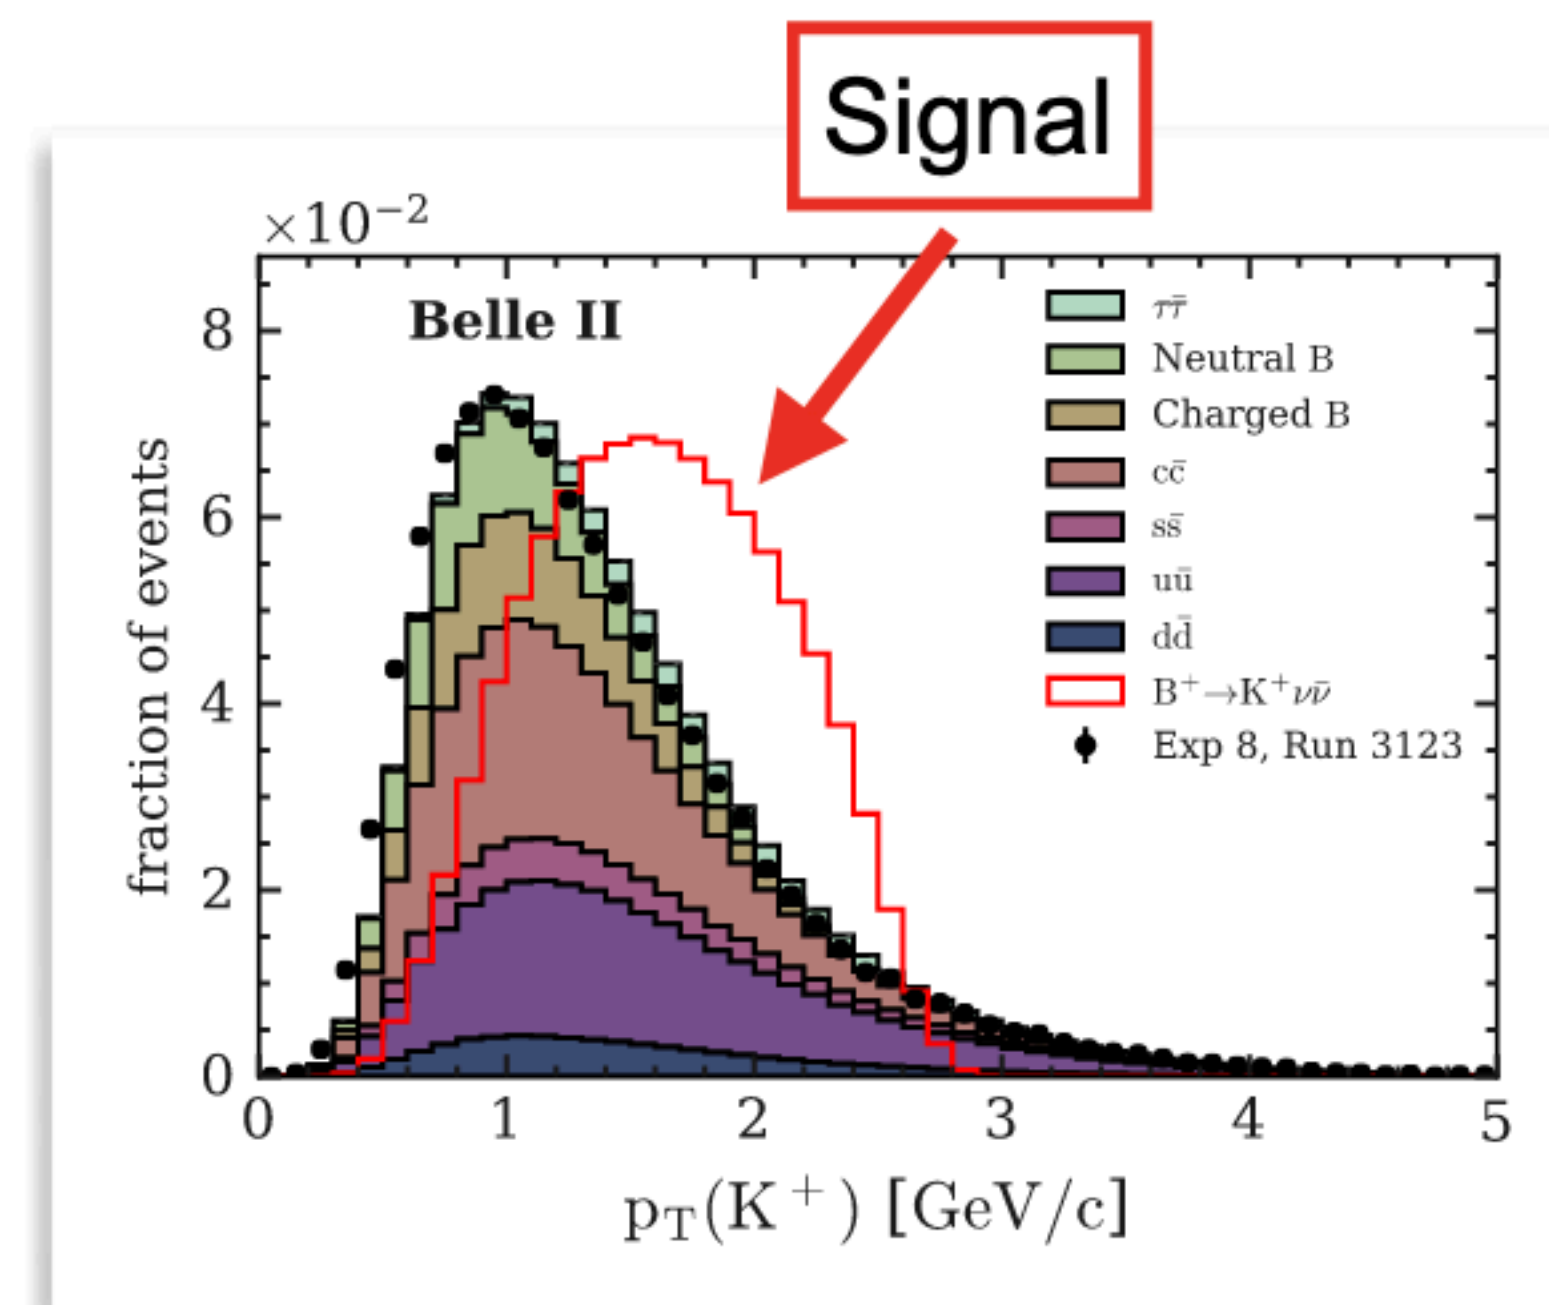 Signal
×10⁻²
Belle II
8
6
4
2
0
fraction of events
ττ̄
Neutral B
Charged B
cc̄
ss̄
uū
dd̄
B⁺→K⁺νν̄
Exp 8, Run 3123
0 1 2 3 4 5
p_T(K⁺) [GeV/c]